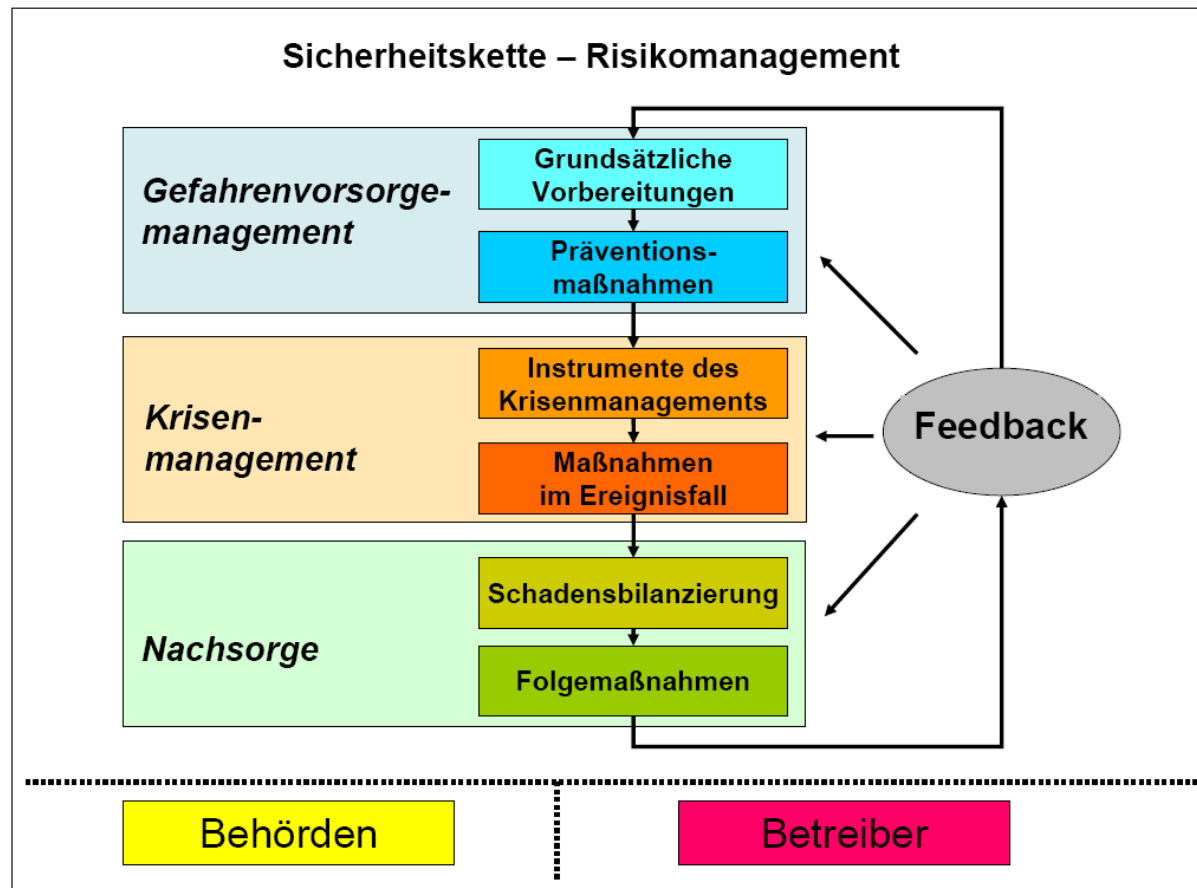 Sicherheitskette – Risikomanagement
Gefahrenvorsorge-
management
Grundsätzliche
Vorbereitungen
Präventions-
maßnahmen
Krisen-
management
Instrumente des
Krisenmanagements
Maßnahmen
im Ereignisfall
Feedback
Nachsorge
Schadensbilanzierung
Folgemaßnahmen
Behörden
Betreiber